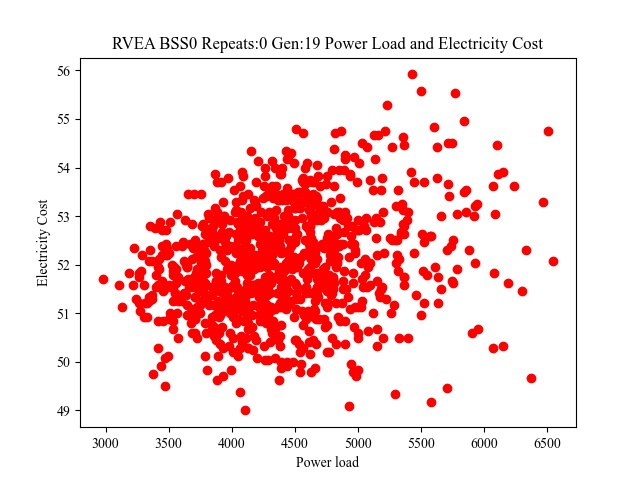 RVEA BSS0 Repeats:0 Gen:19 Power Load and Electricity Cost
56
55
54
53
52
51
50
49
Electricity Cost
3000 3500 4000 4500 5000 5500 6000 6500
Power load